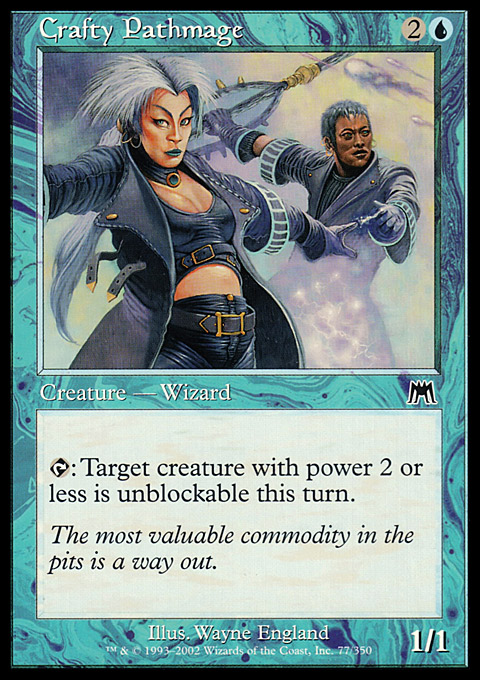 Crafty Pathmage 2
Creature — Wizard
: Target creature with power 2 or
less is unblockable this turn.
The most valuable commodity in the
pits is a way out.
Illus. Wayne England
™ & © 1993–2002 Wizards of the Coast, Inc. 77/350
1/1